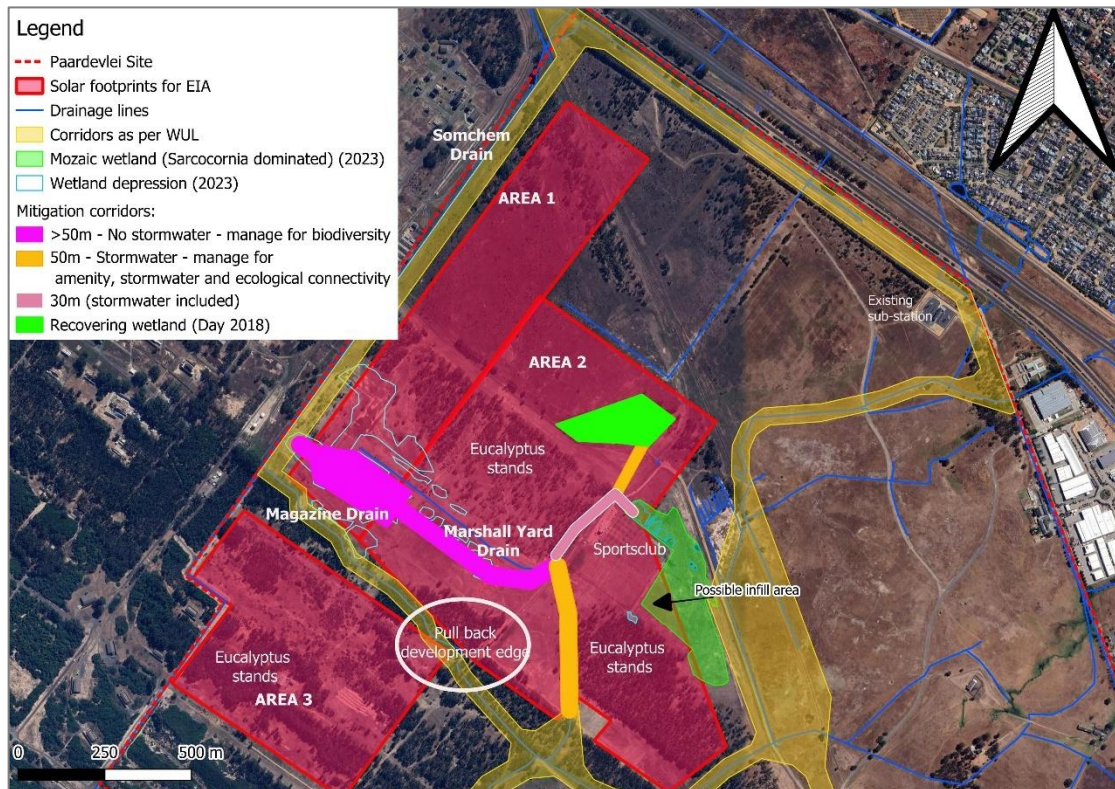 Legend
Paardevlei Site
Solar footprints for EIA
Drainage lines
Corridors as per WUL
Mozaic wetland (Sarcocornia dominated) (2023)
Wetland depression (2023)
Mitigation corridors:
>50m - No stormwater - manage for biodiversity
50m - Stormwater - manage for
amenity, stormwater and ecological connectivity
30m (stormwater included)
Recovering wetland (Day 2018)
Somchem
Drain
AREA 1
Existing
sub-station
AREA 2
Eucalyptus
stands
Magazine Drain
Marshall Yard
Drain
Sportsclub
Possible infill area
Pull back
development edge
Eucalyptus
stands
Eucalyptus
stands
AREA 3
0 250 500 m